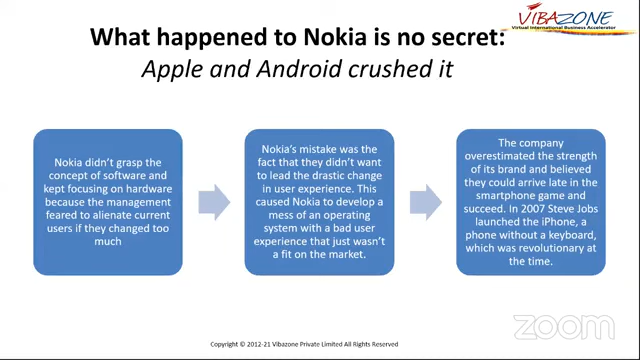 VIBAZONE
Virtual International Business Accelerator
What happened to Nokia is no secret:
Apple and Android crushed it
Nokia didn't grasp the
concept of software and
kept focusing on hardware
because the management
feared to alienate current
users if they changed too
much
Nokia's mistake was the
fact that they didn't want
to lead the drastic change
in user experience. This
caused Nokia to develop a
mess of an operating
system with a bad user
experience that just wasn't
a fit on the market.
The company
overestimated the strength
of its brand and believed
they could arrive late in the
smartphone game and
succeed. In 2007 Steve Jobs
launched the iPhone, a
phone without a keyboard,
which was revolutionary at
the time.
zoom
Copyright © 2012-21 Vibazone Private Limited All Rights Reserved